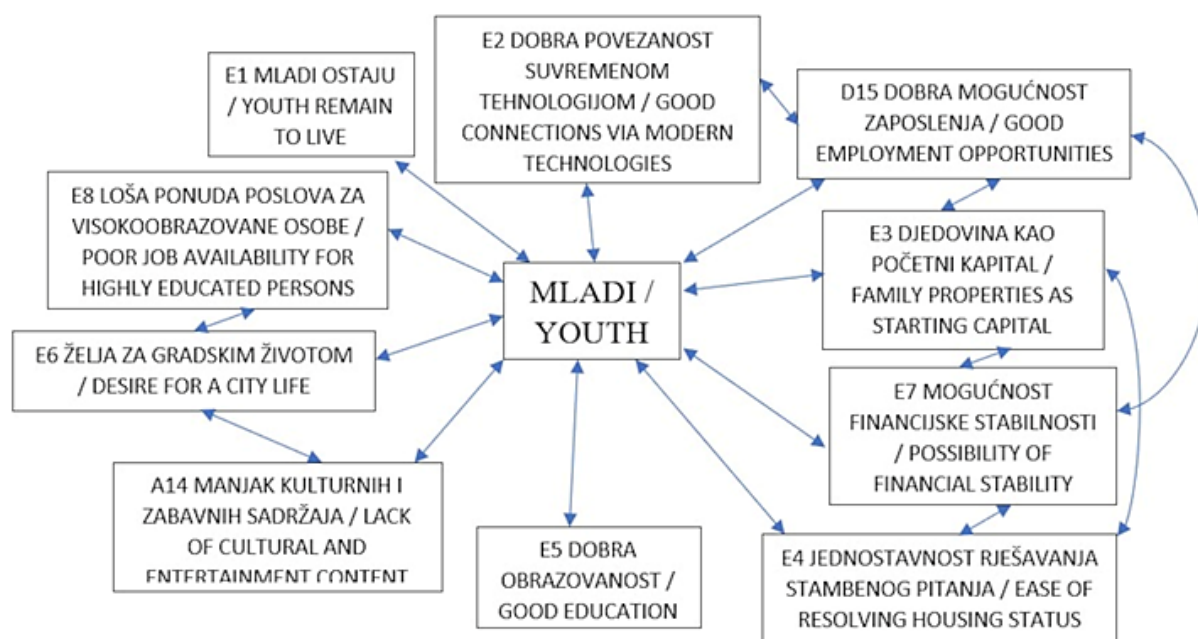 E1 MLADI OSTAJU
/ YOUTH REMAIN
TO LIVE
E2 DOBRA POVEZANOST
SUVREMENOM
TEHNOLOGIJOM / GOOD
CONNECTIONS VIA MODERN
TECHNOLOGIES
D15 DOBRA MOGUĆNOST
ZAPOSLENJA / GOOD
EMPLOYMENT OPPORTUNITIES
E8 LOŠA PONUDA POSLOVA ZA
VISOKOOBRAZOVANE OSOBE /
POOR JOB AVAILABILITY FOR
HIGHLY EDUCATED PERSONS
MLADI /
YOUTH
E3 DJEDOVINA KAO
POČETNI KAPITAL /
FAMILY PROPERTIES AS
STARTING CAPITAL
E6 ŽELJA ZA GRADSKIM ŽIVOTOM
/ DESIRE FOR A CITY LIFE
E7 MOGUĆNOST
FINANCIJSKE STABILNOSTI
/ POSSIBILITY OF
FINANCIAL STABILITY
A14 MANJAK KULTURNIH I
ZABAVNIH SADRŽAJA / LACK
OF CULTURAL AND
ENTERTAINMENT CONTENT
E5 DOBRA
OBRAZOVANOST /
GOOD EDUCATION
E4 JEDNOSTAVNOST RJEŠAVANJA
STAMBENOG PITANJA / EASE OF
RESOLVING HOUSING STATUS